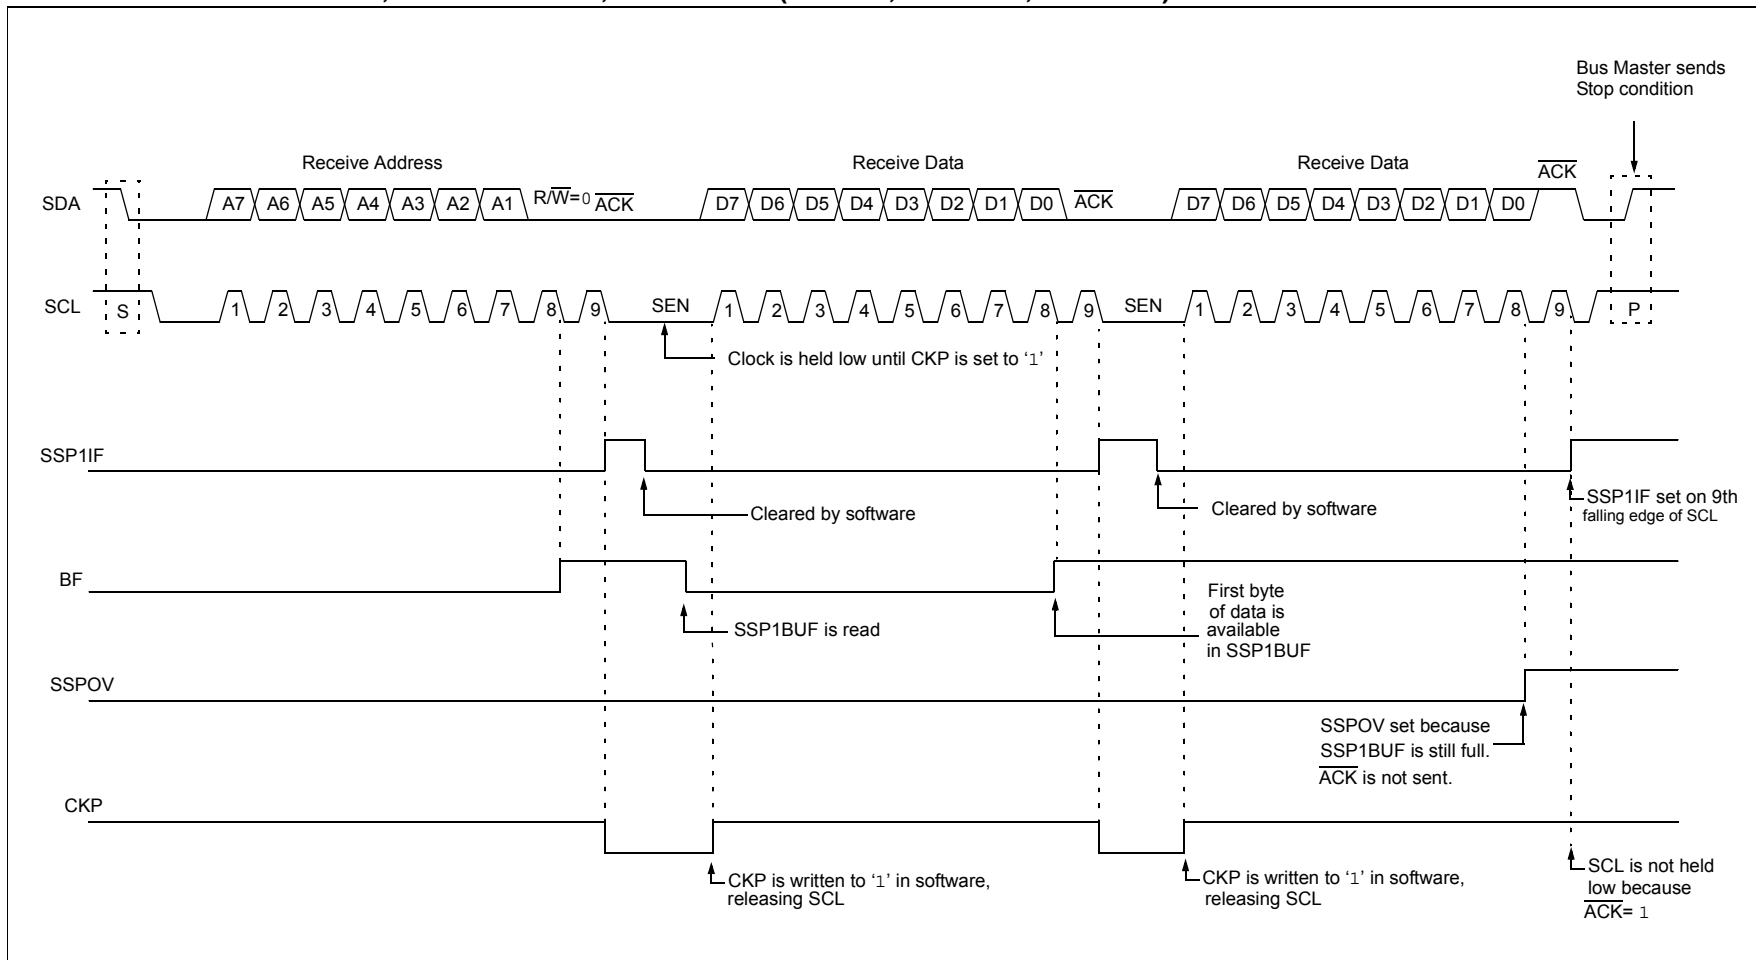 Bus Master sends
Stop condition
Receive Address
Receive Data
Receive Data
ACK
SDA
A7 A6 A5 A4 A3 A2 A1 R/W=0 ACK
D7 D6 D5 D4 D3 D2 D1 D0 ACK
D7 D6 D5 D4 D3 D2 D1 D0
SCL
S
1 2 3 4 5 6 7 8 9 SEN
1 2 3 4 5 6 7 8 9 SEN
1 2 3 4 5 6 7 8 9
P
Clock is held low until CKP is set to ‘1’
SSP1IF
Cleared by software
Cleared by software
SSP1IF set on 9th
falling edge of SCL
BF
SSP1BUF is read
First byte
of data is
available
in SSP1BUF
SSPOV
SSPOV set because
SSP1BUF is still full.
ACK is not sent.
CKP
CKP is written to ‘1’ in software,
releasing SCL
CKP is written to ‘1’ in software,
releasing SCL
SCL is not held
low because
ACK= 1